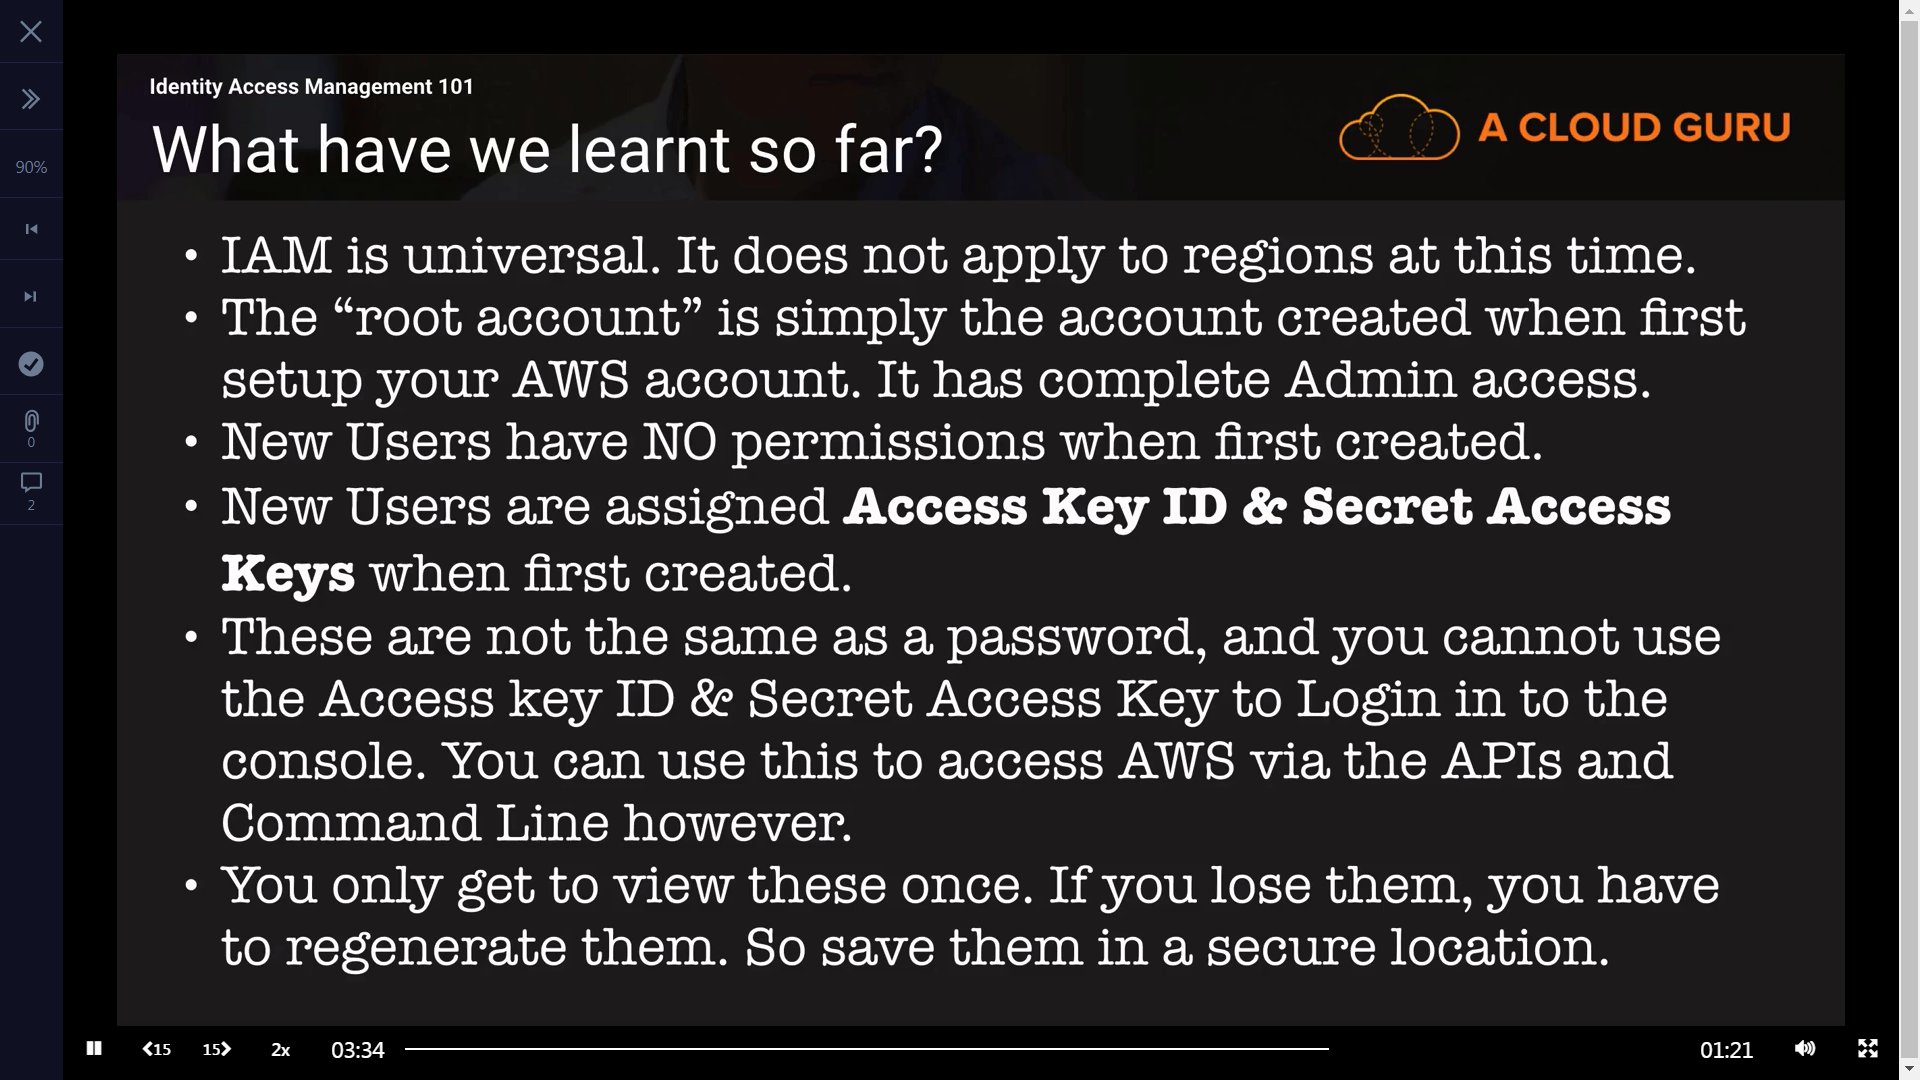 Identity Access Management 101
What have we learnt so far?
A CLOUD GURU
90%
0
2
• IAM is universal. It does not apply to regions at this time.
• The “root account” is simply the account created when first
setup your AWS account. It has complete Admin access.
• New Users have NO permissions when first created.
• New Users are assigned Access Key ID & Secret Access
Keys when first created.
• These are not the same as a password, and you cannot use
the Access key ID & Secret Access Key to Login in to the
console. You can use this to access AWS via the APIs and
Command Line however.
• You only get to view these once. If you lose them, you have
to regenerate them. So save them in a secure location.
15 15 2x 03:34 01:21